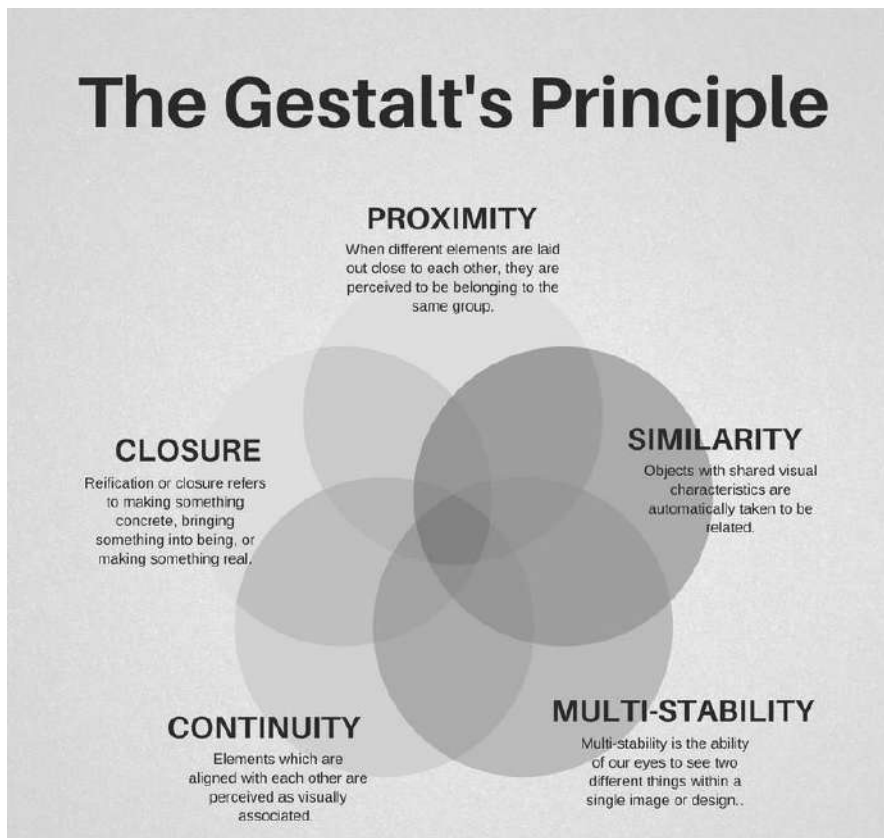 The Gestalt's Principle
PROXIMITY
When different elements are laid
out close to each other, they are
perceived to be belonging to the
same group.
SIMILARITY
Objects with shared visual
characteristics are
automatically taken to be
related.
CLOSURE
Reification or closure refers
to making something
concrete, bringing
something into being, or
making something real.
MULTI-STABILITY
Multi-stability is the ability
of our eyes to see two
different things within a
single image or design..
CONTINUITY
Elements which are
aligned with each other are
perceived as visually
associated.